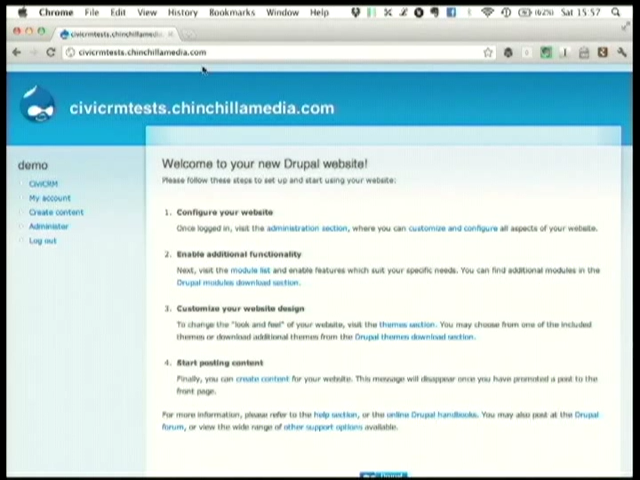 Chrome File Edit View History Bookmarks Window Help Sat 15:57
civicrmtests.chinchillamedia...
civicrmtests.chinchillamedia.com
civicrmtests.chinchillamedia.com
demo
CiviCRM
My account
Create content
Administer
Log out
Welcome to your new Drupal website!
Please follow these steps to set up and start using your website:
1. Configure your website
Once logged in, visit the administration section, where you can customize and configure all aspects of your website.
2. Enable additional functionality
Next, visit the module list and enable features which suit your specific needs. You can find additional modules in the
Drupal modules download section.
3. Customize your website design
To change the "look and feel" of your website, visit the themes section. You may choose from one of the included
themes or download additional themes from the Drupal themes download section.
4. Start posting content
Finally, you can create content for your website. This message will disappear once you have promoted a post to the
front page.
For more information, please refer to the help section, or the online Drupal handbooks. You may also post at the Drupal
forum, or view the wide range of other support options available.